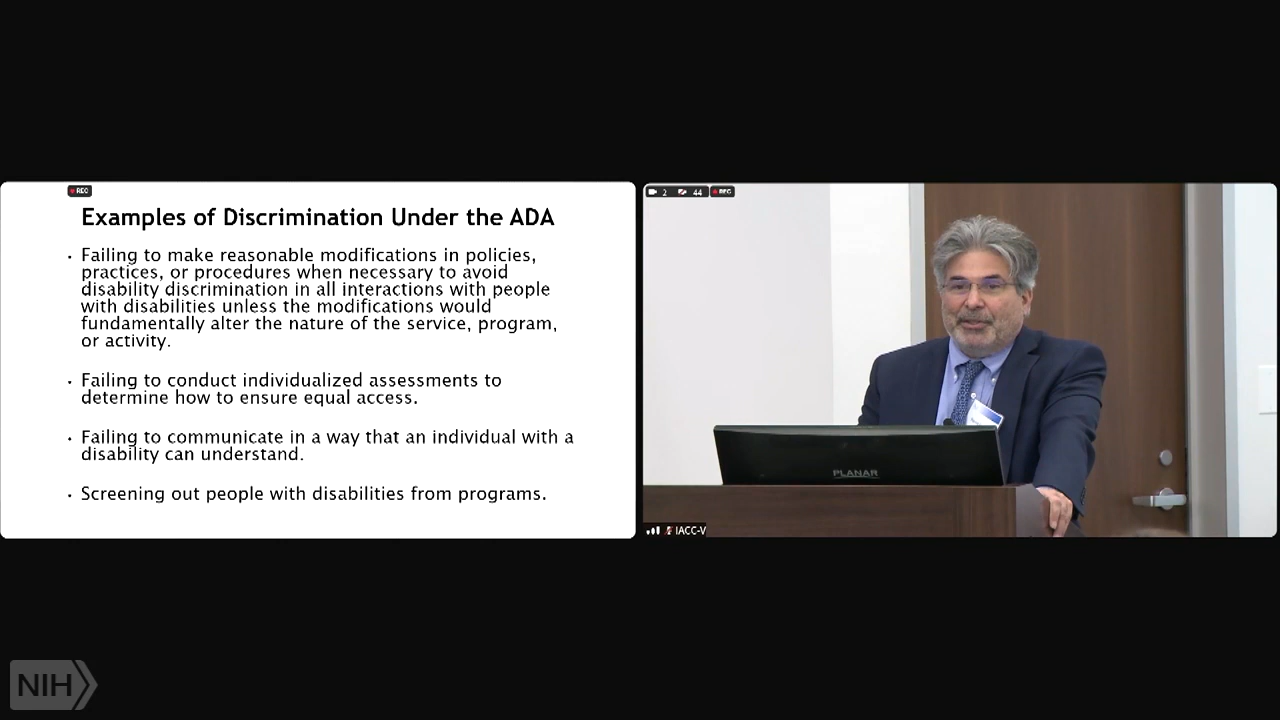 REC
Examples of Discrimination Under the ADA
• Failing to make reasonable modifications in policies,
practices, or procedures when necessary to avoid
disability discrimination in all interactions with people
with disabilities unless the modifications would
fundamentally alter the nature of the service, program,
or activity.
• Failing to conduct individualized assessments to
determine how to ensure equal access.
• Failing to communicate in a way that an individual with a
disability can understand.
• Screening out people with disabilities from programs.
2 44 REC
PLANAR
IACC-V
NIH